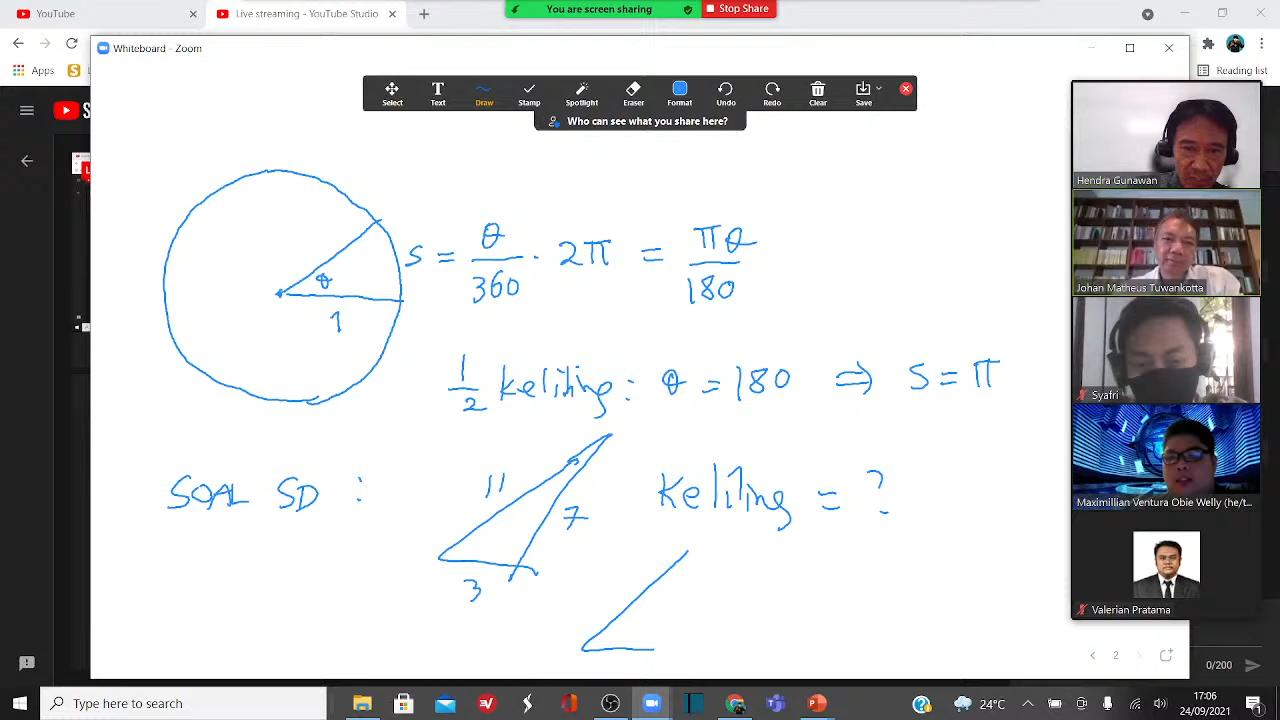 YouTube
Live streaming - YouTube Studio
You are screen sharing
Stop Share
Apps
Reading list
Whiteboard - Zoom
Select
Text
Draw
Stamp
Spotlight
Eraser
Format
Undo
Redo
Clear
Save
Who can see what you share here?
Hendra Gunawan
Johan Matheus Tuwankotta
Syafri
Maximillian Ventura Obie Welly (he/t
Valerian Pratama
θ
1
S = θ/360 · 2π = πθ/180
1/2 keliling : θ = 180 ⇒ S = π
SOAL SD :
11
7
3
Keliling = ?
2
0/200
Type here to search
24°C
17:06
24/09/2021